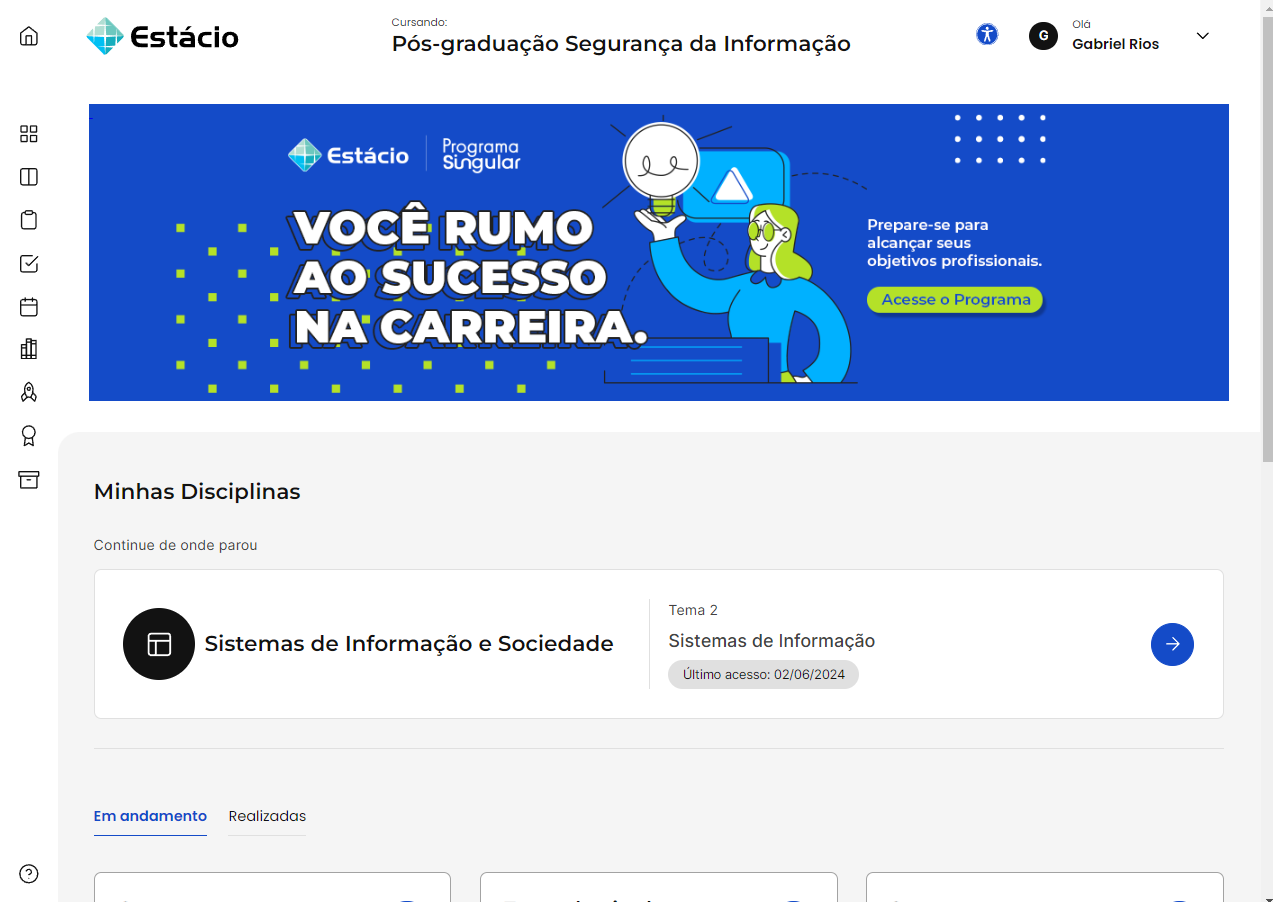 Estácio
Cursando:
Pós-graduação Segurança da Informação
G
Olá
Gabriel Rios
Estácio
Programa
Singular
VOCÊ RUMO
AO SUCESSO
NA CARREIRA.
Prepare-se para
alcançar seus
objetivos profissionais.
Acesse o Programa
Minhas Disciplinas
Continue de onde parou
Sistemas de Informação e Sociedade
Tema 2
Sistemas de Informação
Último acesso: 02/06/2024
Em andamento
Realizadas